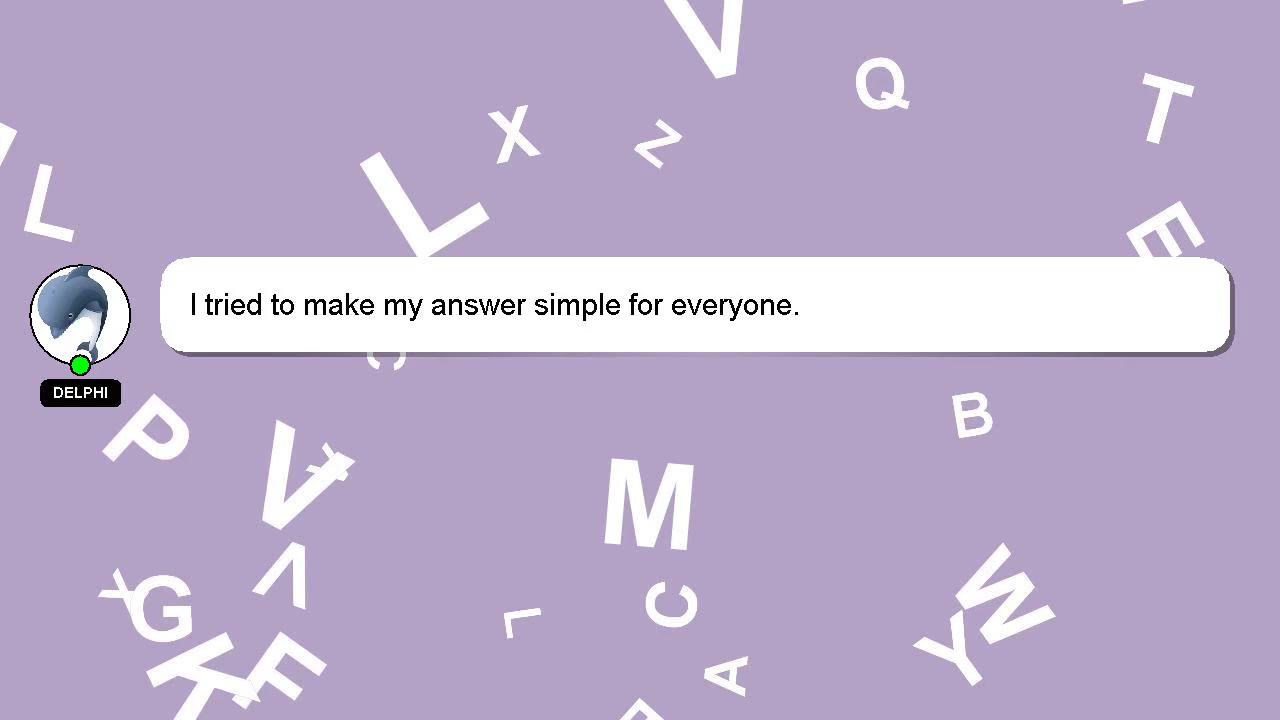 V
Q
T
X
Z
L
L
E
I tried to make my answer simple for everyone.
DELPHI
C
B
P
V
M
V
W
X
G
C
L
Y
K
F
A